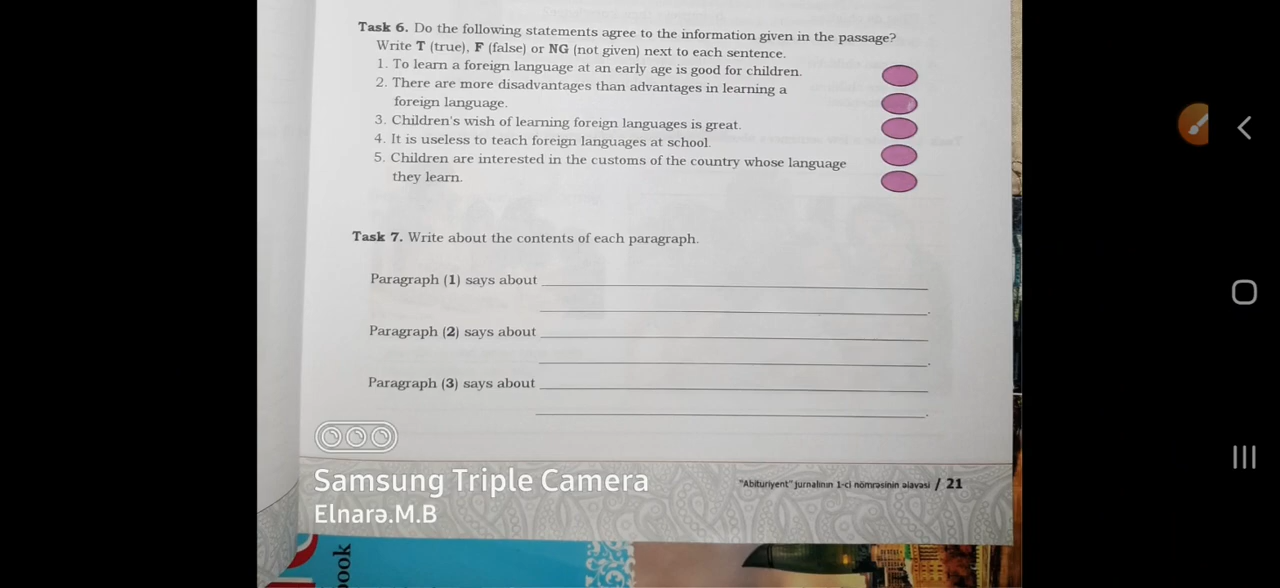 Task 6. Do the following statements agree to the information given in the passage?
Write T (true), F (false) or NG (not given) next to each sentence.
1. To learn a foreign language at an early age is good for children.
2. There are more disadvantages than advantages in learning a
foreign language.
3. Children's wish of learning foreign languages is great.
4. It is useless to teach foreign languages at school.
5. Children are interested in the customs of the country whose language
they learn.
Task 7. Write about the contents of each paragraph.
Paragraph (1) says about
Paragraph (2) says about
Paragraph (3) says about
Samsung Triple Camera
Elnarə.M.B
"Abituriyent" jurnalının 1-ci nömrəsinin əlavəsi / 21
ook